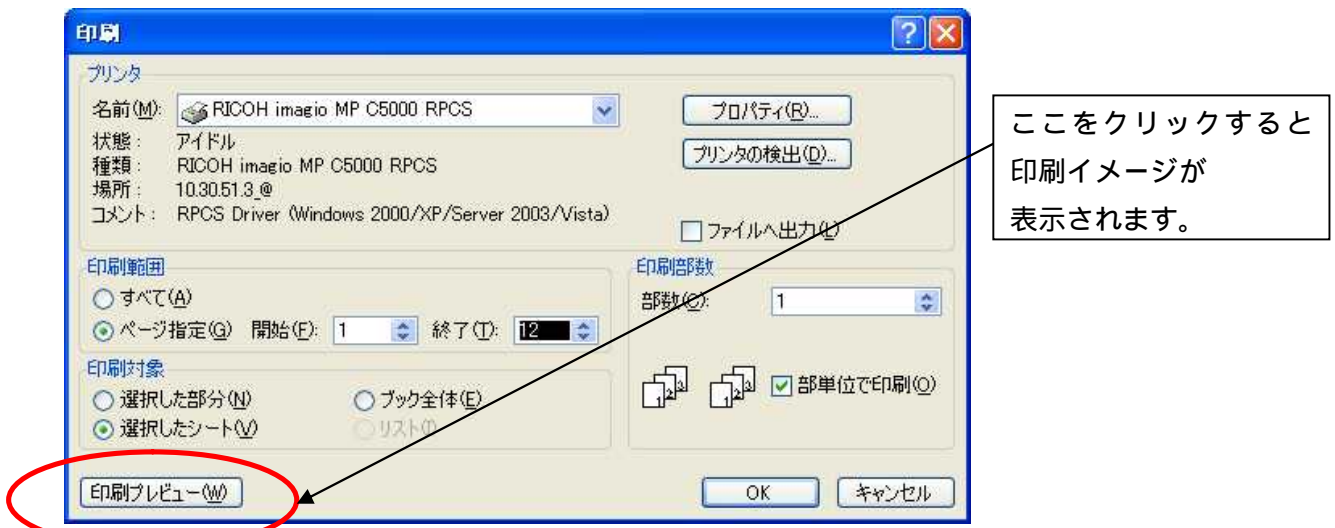 印刷
プリンタ
名前(M): RICOH imagio MP C5000 RPCS プロパティ(R)...
状態： アイドル
プリンタの検出(D)...
種類： RICOH imagio MP C5000 RPCS
場所： 10.30.51.3_@
コメント： RPCS Driver (Windows 2000/XP/Server 2003/Vista)
ファイルへ出力(L)
印刷範囲
すべて(A)
ページ指定(G) 開始(F): 1 終了(T): 12
印刷部数
部数(C): 1
部単位で印刷(O)
印刷対象
選択した部分(N) ブック全体(E)
選択したシート(V) リスト(I)
印刷プレビュー(W) OK キャンセル
ここをクリックすると
印刷イメージが
表示されます。